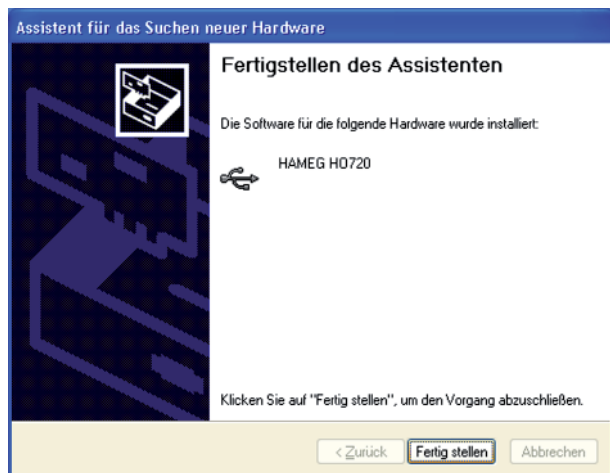 Assistent für das Suchen neuer Hardware
Fertigstellen des Assistenten
Die Software für die folgende Hardware wurde installiert:
HAMEG HO720
Klicken Sie auf "Fertig stellen", um den Vorgang abzuschließen.
< Zurück Fertig stellen Abbrechen